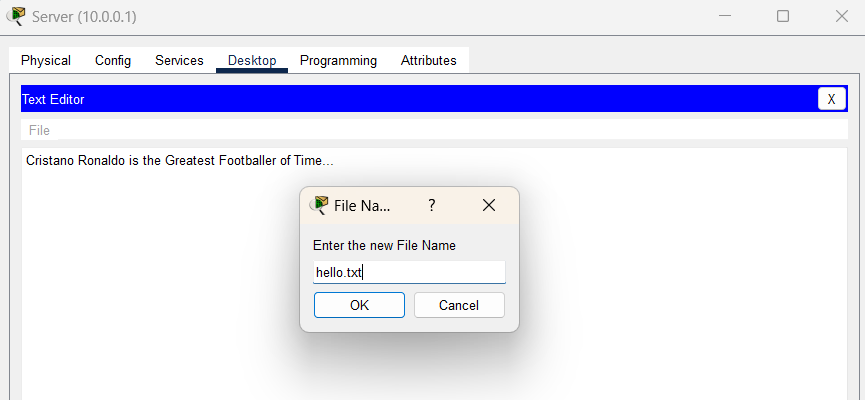 Server (10.0.0.1)
Physical Config Services Desktop Programming Attributes
Text Editor X
File
Cristano Ronaldo is the Greatest Footballer of Time...
File Na... ?
Enter the new File Name
hello.txt
OK Cancel